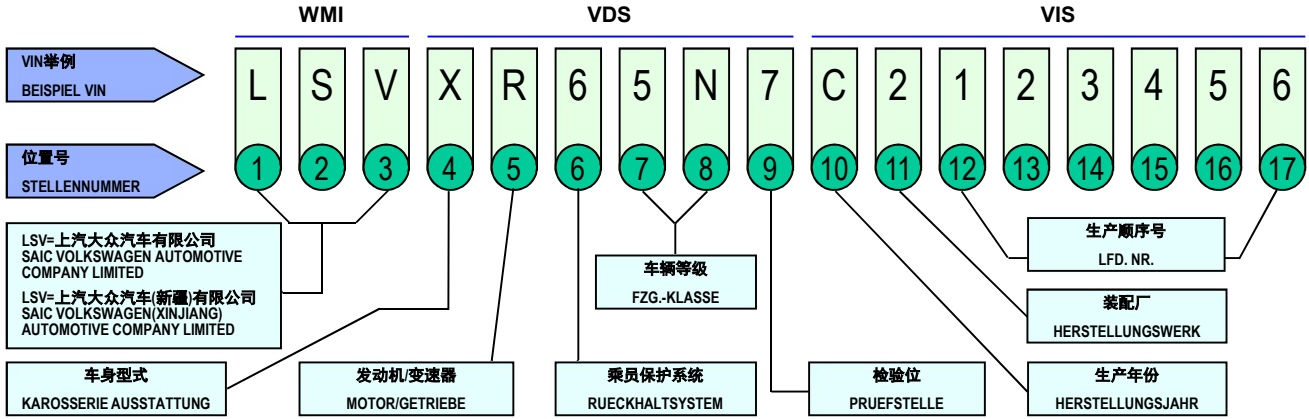 WMI VDS VIS
VIN举例
BEISPIEL VIN
L S V X R 6 5 N 7 C 2 1 2 3 4 5 6
位置号
STELLENNUMMER
1 2 3 4 5 6 7 8 9 10 11 12 13 14 15 16 17
LSV=上汽大众汽车有限公司
SAIC VOLKSWAGEN AUTOMOTIVE
COMPANY LIMITED
LSV=上汽大众汽车(新疆)有限公司
SAIC VOLKSWAGEN(XINJIANG)
AUTOMOTIVE COMPANY LIMITED
车辆等级
FZG.-KLASSE
生产顺序号
LFD. NR.
装配厂
HERSTELLUNGSWERK
车身型式
KAROSSERIE AUSSTATTUNG
发动机/变速器
MOTOR/GETRIEBE
乘员保护系统
RUECKHALTSYSTEM
检验位
PRUEFSTELLE
生产年份
HERSTELLUNGSJAHR